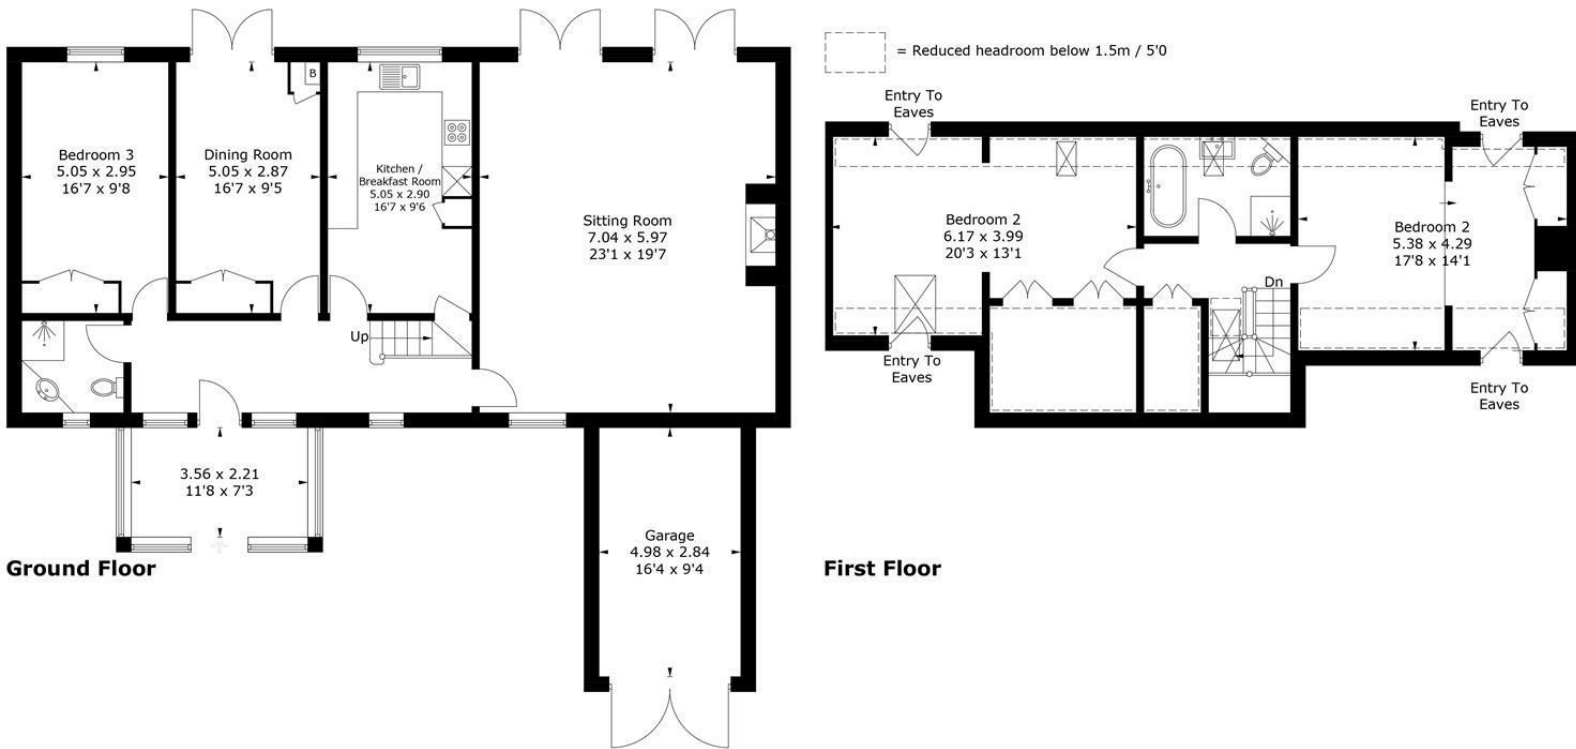 = Reduced headroom below 1.5m / 5'0
B
Bedroom 3
5.05 x 2.95
16'7 x 9'8
Dining Room
5.05 x 2.87
16'7 x 9'5
Kitchen /
Breakfast Room
5.05 x 2.90
16'7 x 9'6
Sitting Room
7.04 x 5.97
23'1 x 19'7
Up
3.56 x 2.21
11'8 x 7'3
Garage
4.98 x 2.84
16'4 x 9'4
Ground Floor
Entry To
Eaves
Entry To
Eaves
Bedroom 2
6.17 x 3.99
20'3 x 13'1
Bedroom 2
5.38 x 4.29
17'8 x 14'1
Dn
Entry To
Eaves
Entry To
Eaves
First Floor